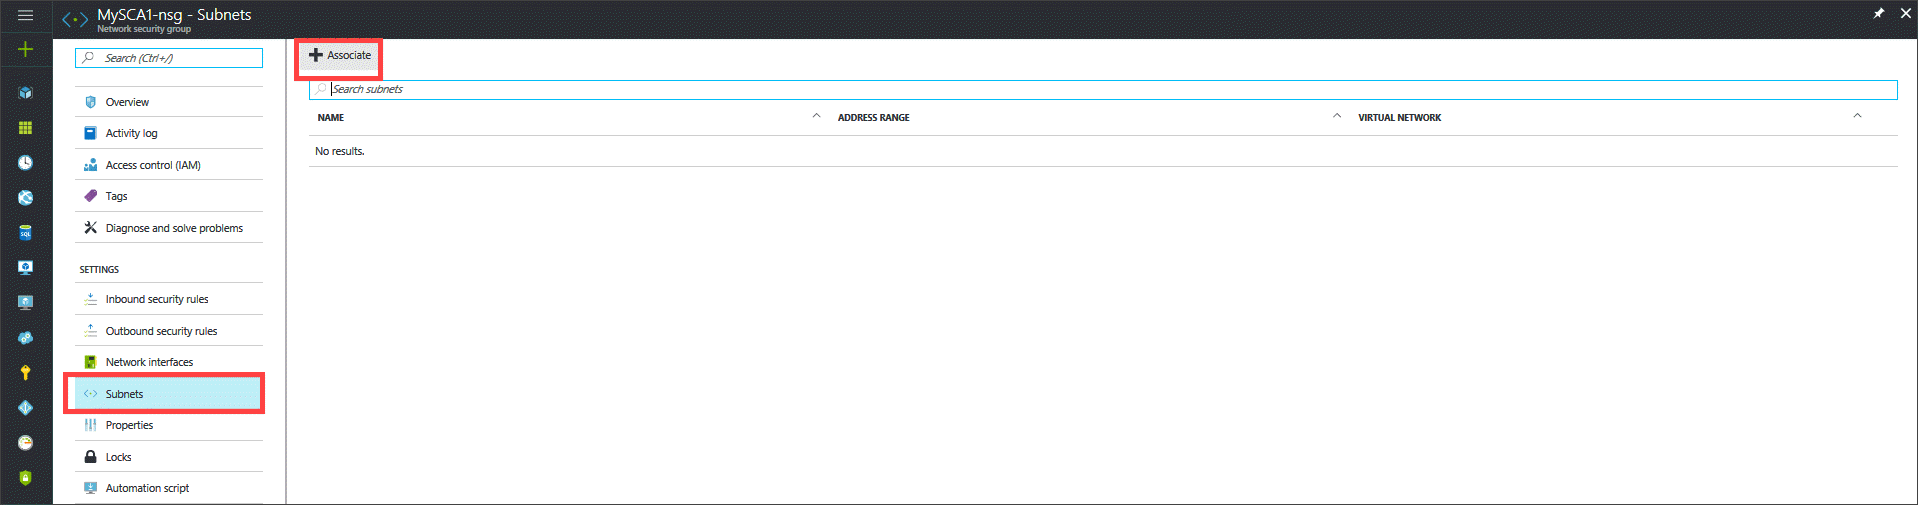 MySCA1-nsg - Subnets
Network security group
Search (Ctrl+/)
Overview
Activity log
Access control (IAM)
Tags
Diagnose and solve problems
SETTINGS
Inbound security rules
Outbound security rules
Network interfaces
Subnets
Properties
Locks
Automation script
Associate
Search subnets
NAME ADDRESS RANGE VIRTUAL NETWORK
No results.
SQL